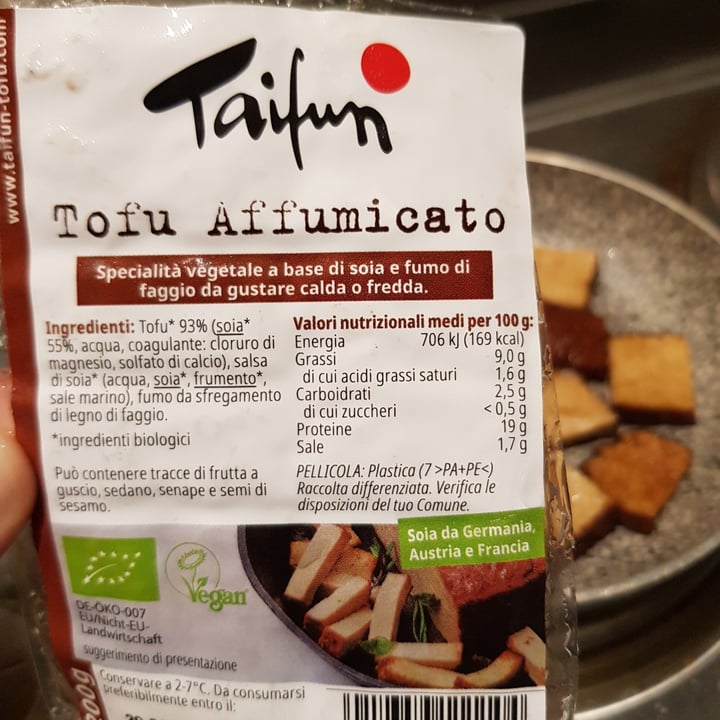 www.taifun-tofu.com
Taifun
Tofu Affumicato
Specialità vegetale a base di soia e fumo di
faggio da gustare calda o fredda.
Ingredienti: Tofu* 93% (soia*
55%, acqua, coagulante: cloruro di
magnesio, solfato di calcio), salsa
di soia* (acqua, soia*, frumento*,
sale marino), fumo da sfregamento
di legno di faggio.
*ingredienti biologici
Può contenere tracce di frutta a
guscio, sedano, senape e semi di
sesamo.
Valori nutrizionali medi per 100 g:
Energia 706 kJ (169 kcal)
Grassi 9,0 g
di cui acidi grassi saturi 1,6 g
Carboidrati 2,5 g
di cui zuccheri < 0,5 g
Proteine 19 g
Sale 1,7 g
PELLICOLA: Plastica (7 >PA+PE<)
Raccolta differenziata. Verifica le
disposizioni del tuo Comune.
Soia da Germania,
Austria e Francia
Vegan
DE-ÖKO-007
EU/Nicht-EU-
Landwirtschaft
suggerimento di presentazione
Conservare a 2-7°C. Da consumarsi
preferibilmente entro il:
200g